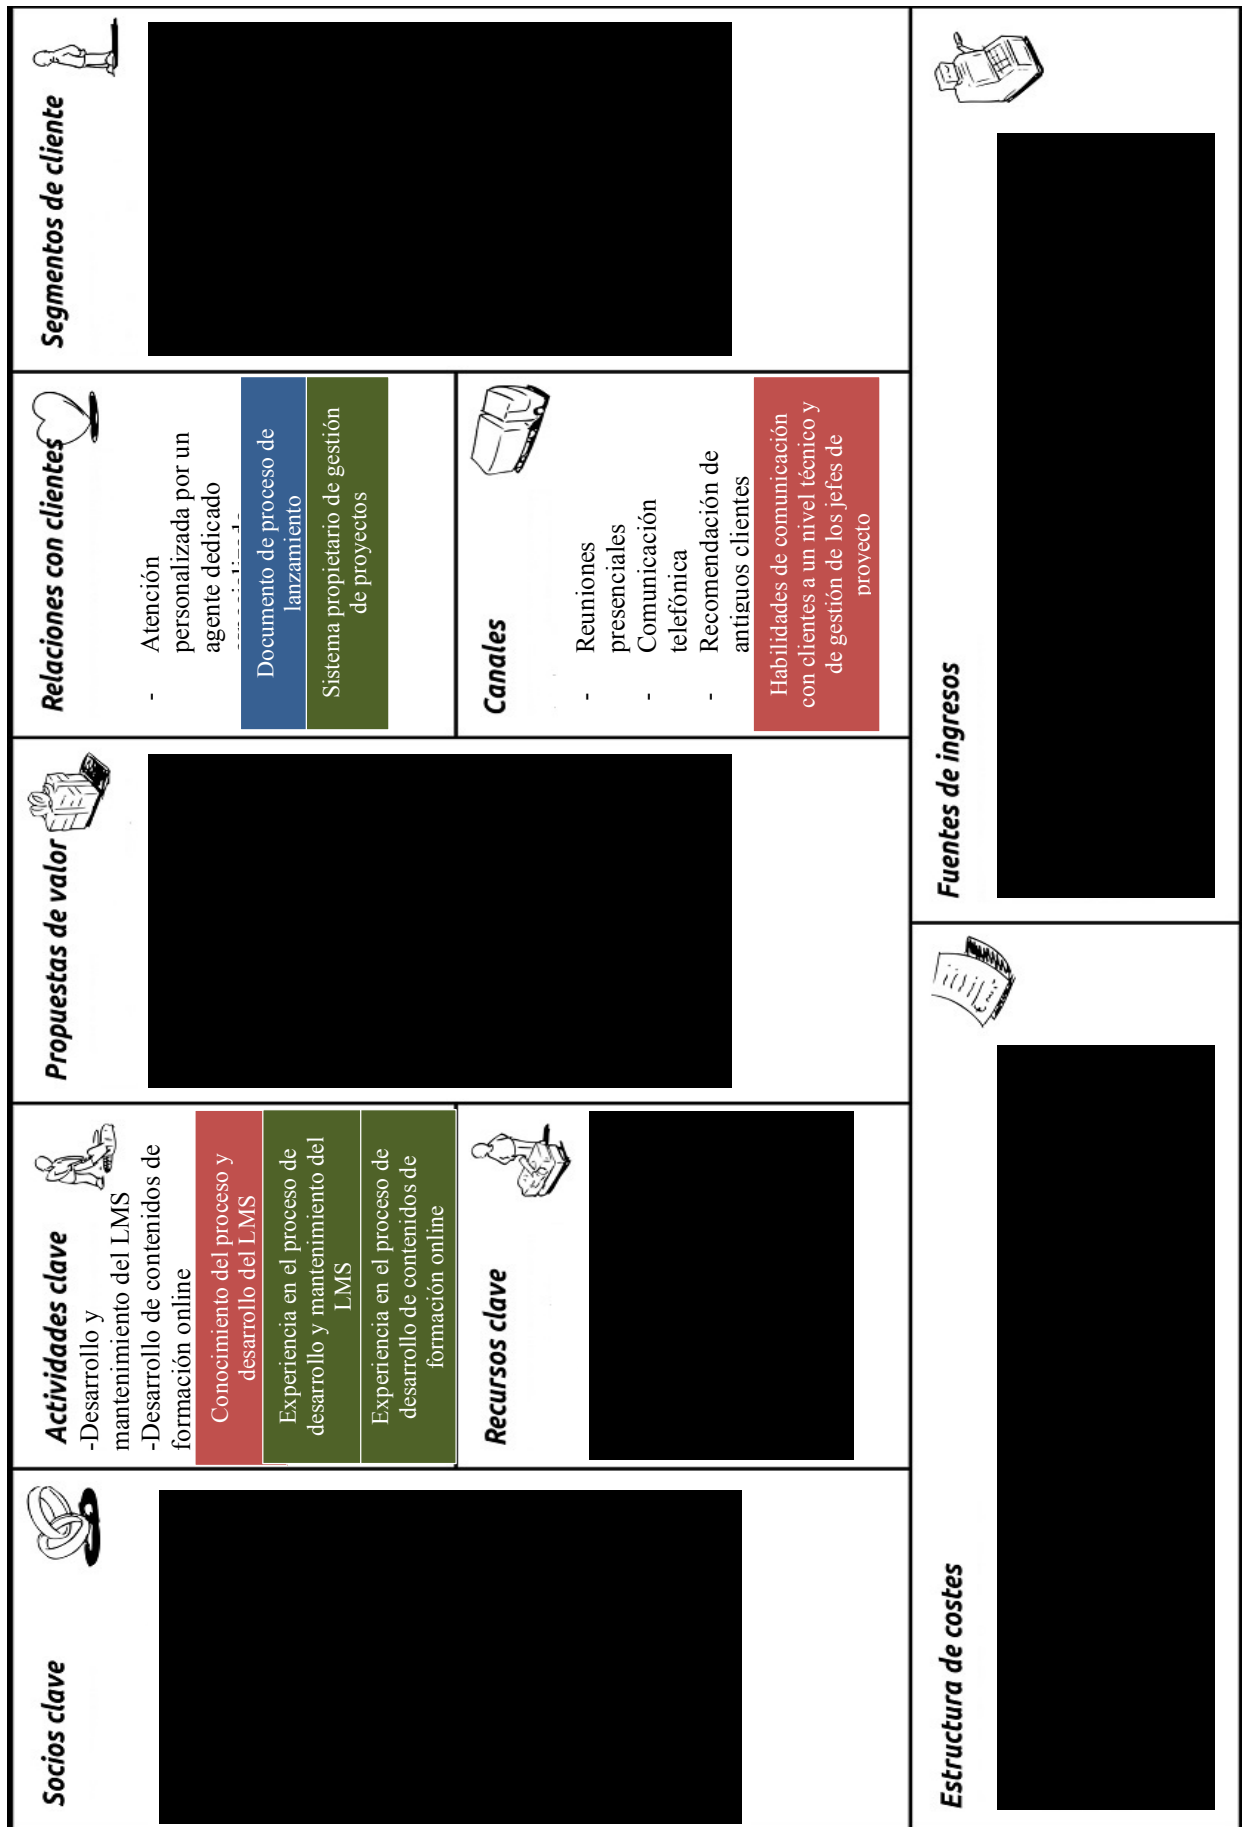 Socios clave
Actividades clave
-Desarrollo y
mantenimiento del LMS
-Desarrollo de contenidos de
formación online
Conocimiento del proceso y
desarrollo del LMS
Experiencia en el proceso de
desarrollo y mantenimiento del
LMS
Experiencia en el proceso de
desarrollo de contenidos de
formación online
Recursos clave
Propuestas de valor
Relaciones con clientes
- Atención
personalizada por un
agente dedicado
Documento de proceso de
lanzamiento
Sistema propietario de gestión
de proyectos
Canales
- Reuniones
presenciales
- Comunicación
telefónica
- Recomendación de
antiguos clientes
Habilidades de comunicación
con clientes a un nivel técnico y
de gestión de los jefes de
proyecto
Segmentos de cliente
Estructura de costes
Fuentes de ingresos